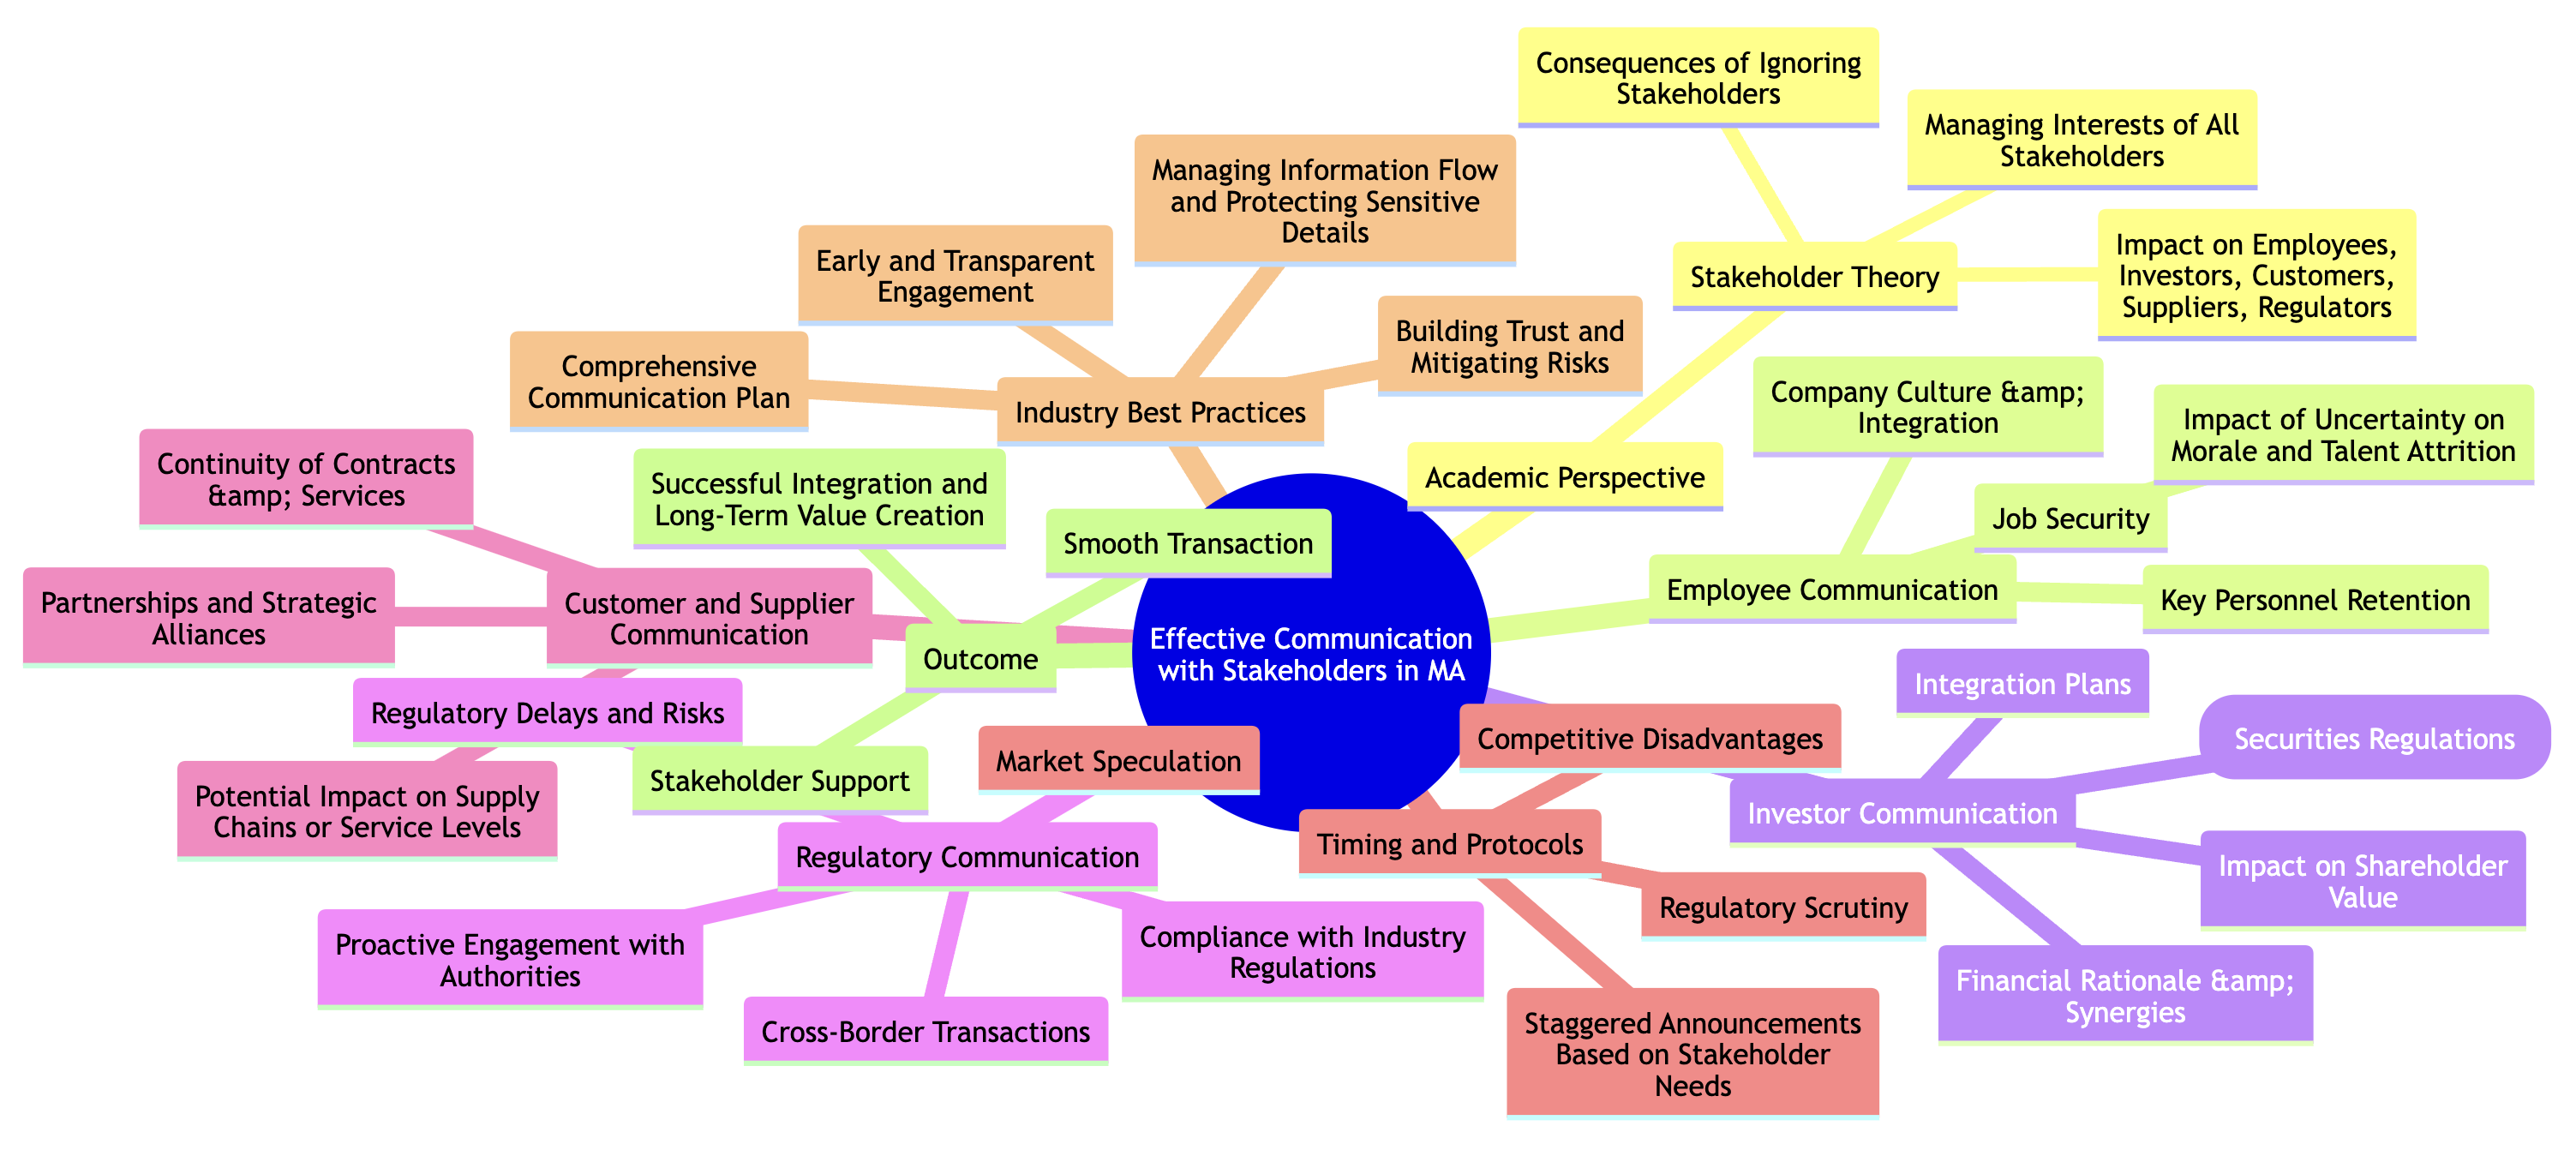 Consequences of Ignoring
Stakeholders
Managing Interests of All
Stakeholders
Managing Information Flow
and Protecting Sensitive
Details
Early and Transparent
Engagement
Stakeholder Theory
Impact on Employees,
Investors, Customers,
Suppliers, Regulators
Building Trust and
Mitigating Risks
Comprehensive
Communication Plan
Industry Best Practices
Company Culture &amp;
Integration
Impact of Uncertainty on
Morale and Talent Attrition
Academic Perspective
Continuity of Contracts
&amp; Services
Successful Integration and
Long-Term Value Creation
Job Security
Smooth Transaction
Employee Communication
Key Personnel Retention
Partnerships and Strategic
Alliances
Customer and Supplier
Communication
Outcome
Effective Communication
with Stakeholders in MA
Integration Plans
Regulatory Delays and Risks
Competitive Disadvantages
Securities Regulations
Market Speculation
Stakeholder Support
Potential Impact on Supply
Chains or Service Levels
Investor Communication
Timing and Protocols
Regulatory Communication
Impact on Shareholder
Value
Regulatory Scrutiny
Proactive Engagement with
Authorities
Compliance with Industry
Regulations
Financial Rationale &amp;
Synergies
Cross-Border Transactions
Staggered Announcements
Based on Stakeholder
Needs